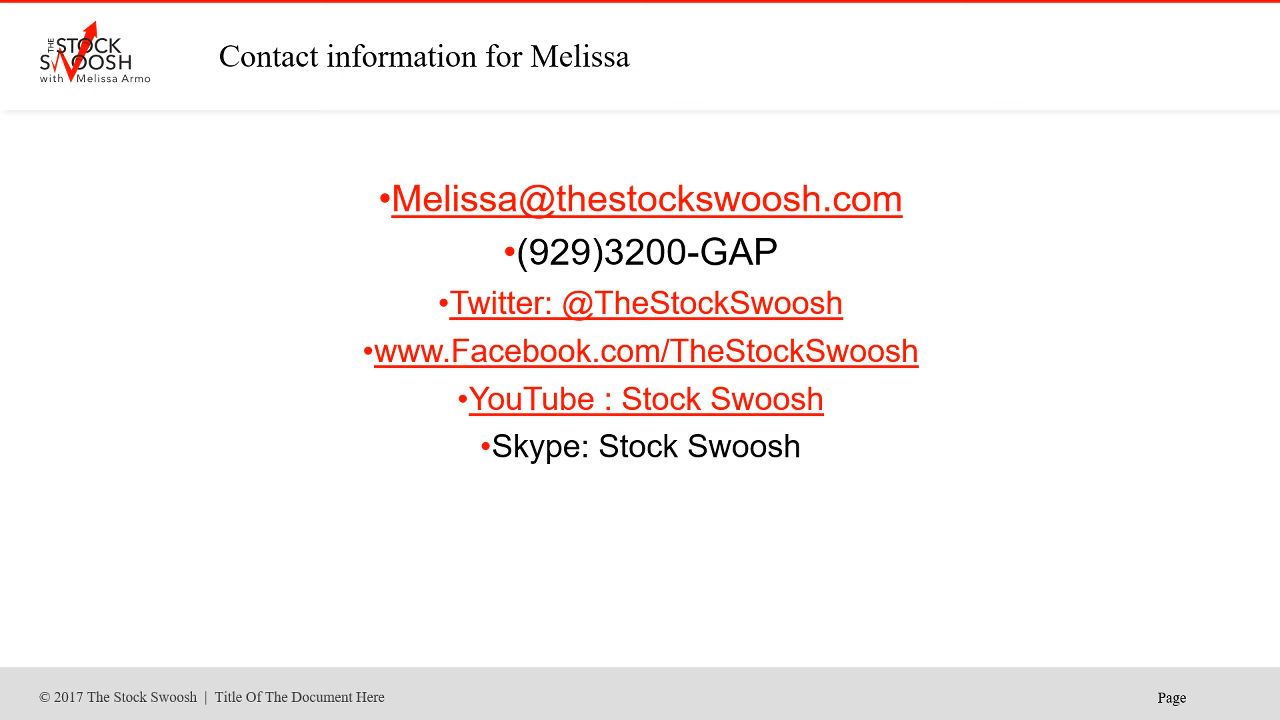 THE STOCK
SWOOSH
with Melissa Armo
Contact information for Melissa
•Melissa@thestockswoosh.com
•(929)3200-GAP
•Twitter: @TheStockSwoosh
•www.Facebook.com/TheStockSwoosh
•YouTube : Stock Swoosh
•Skype: Stock Swoosh
© 2017 The Stock Swoosh | Title Of The Document Here
Page